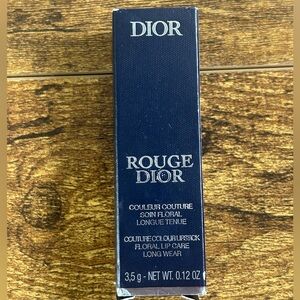 DIOR
ROUGE
DIOR
COULEUR COUTURE
SOIN FLORAL
LONGUE TENUE
COUTURE COLOUR LIPSTICK
FLORAL LIP CARE
LONG WEAR
3,5 g - NET WT. 0.12 OZ